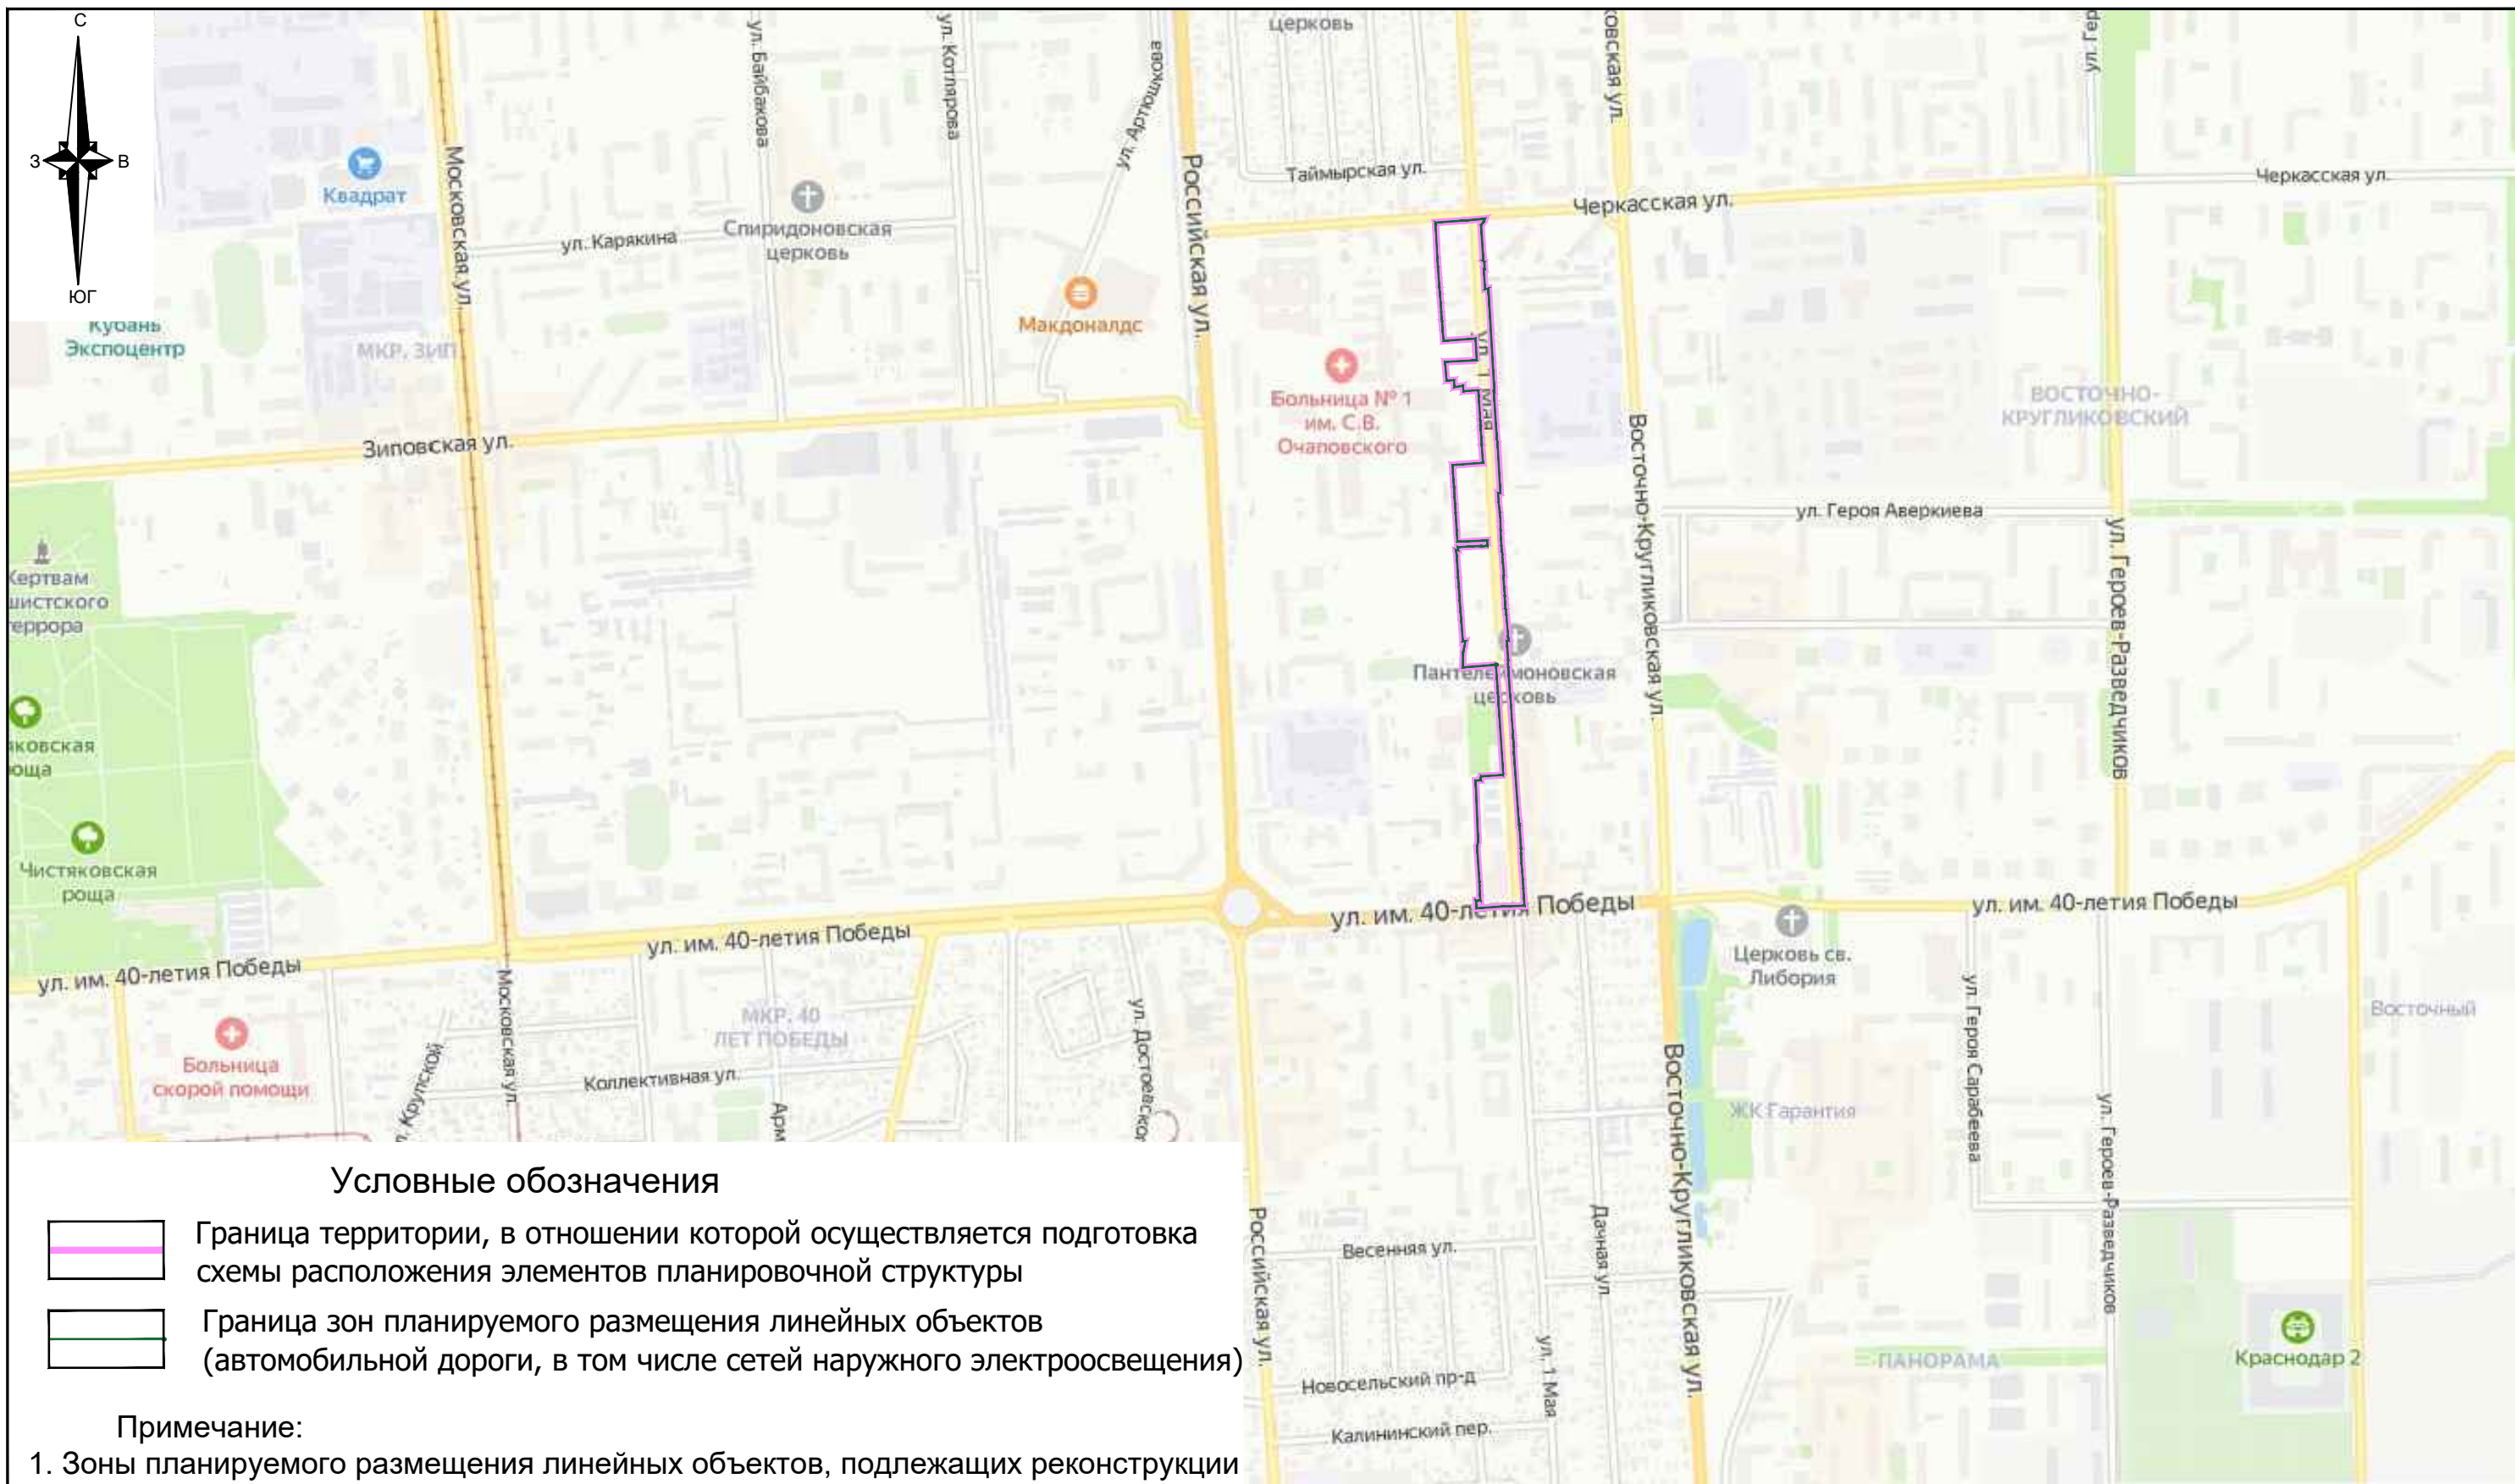 С
З
В
ЮГ
церковь
ул. Байбакова
ул. Котлярова
ул. Артюшкова
Московская ул.
Российская ул.
Таймырская ул.
Черкасская ул.
Черкасская ул.
Квадрат
ул. Карякина
Спиридоновская
церковь
Макдоналдс
Кубань
Экспоцентр
МКР. ЗИП
Зиповская ул.
Больница № 1
им. С.В.
Очаповского
ул. 1 Мая
Восточно-Кругликовская ул.
ВОСТОЧНО-
КРУГЛИКОВСКИЙ
ул. Героя Аверкиева
ул. Героев-Разведчиков
Пантелеймоновская
церковь
Чистяковская
роща
ул. им. 40-летия Победы
ул. им. 40-летия Победы
ул. им. 40-летия Победы
ул. им. 40-летия Победы
Церковь св.
Либория
Восточный
Больница
скорой помощи
Московская ул.
МКР. 40
ЛЕТ ПОБЕДЫ
Коллективная ул.
Крупской
ул. Достоевског
Арм
Восточно-Кругликовская ул.
ЖК Гарантия
ул. Героя Сарабеева
ул. Героев-Разведчиков
Российская ул.
Весенняя ул.
Дачная ул.
ул. 1 Мая
Новосельский пр-д
Калининский пер.
ПАНОРАМА
Краснодар 2
Условные обозначения
Граница территории, в отношении которой осуществляется подготовка
схемы расположения элементов планировочной структуры
Граница зон планируемого размещения линейных объектов
(автомобильной дороги, в том числе сетей наружного электроосвещения)
Примечание:
1. Зоны планируемого размещения линейных объектов, подлежащих реконструкции